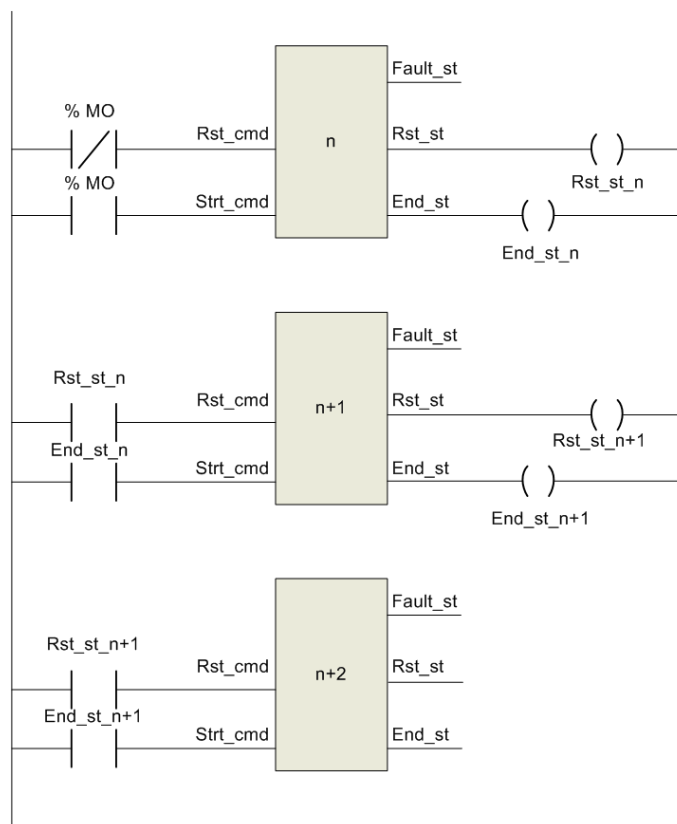 Fault_st
% MO
Rst_cmd
n
Rst_st
% MO
Rst_st_n
Strt_cmd
End_st
End_st_n
Fault_st
Rst_st_n
Rst_cmd
n+1
Rst_st
End_st_n
Rst_st_n+1
Strt_cmd
End_st
End_st_n+1
Fault_st
Rst_st_n+1
Rst_cmd
n+2
Rst_st
End_st_n+1
Strt_cmd
End_st